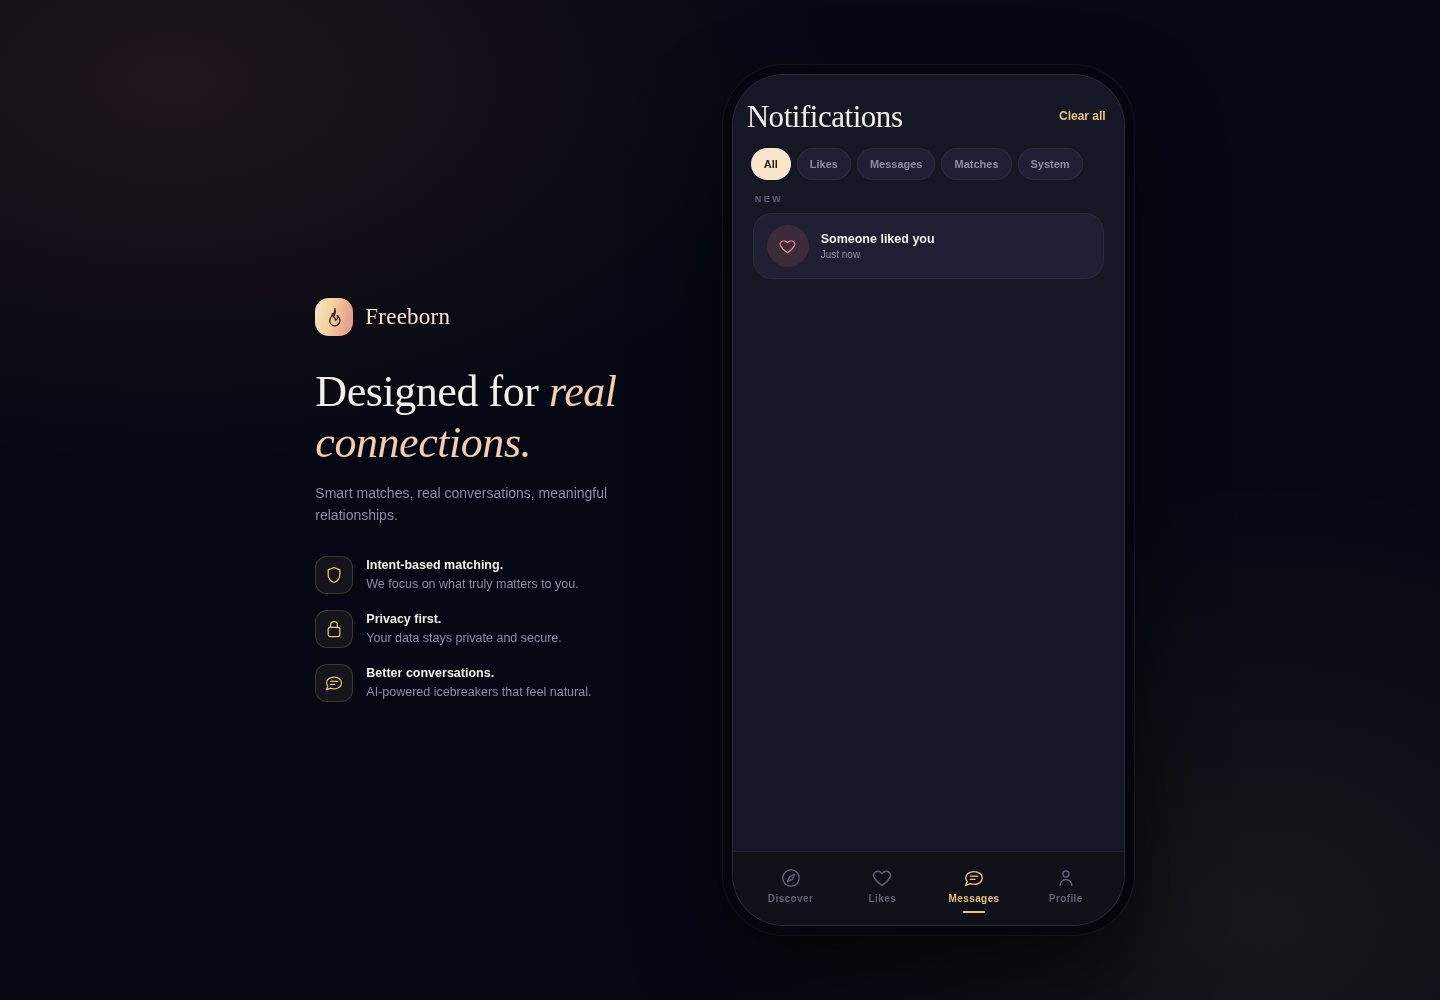 Freeborn
Designed for real
connections.
Smart matches, real conversations, meaningful
relationships.
Intent-based matching.
We focus on what truly matters to you.
Privacy first.
Your data stays private and secure.
Better conversations.
AI-powered icebreakers that feel natural.
Notifications
Clear all
All Likes Messages Matches System
NEW
Someone liked you
Just now
Discover Likes Messages Profile